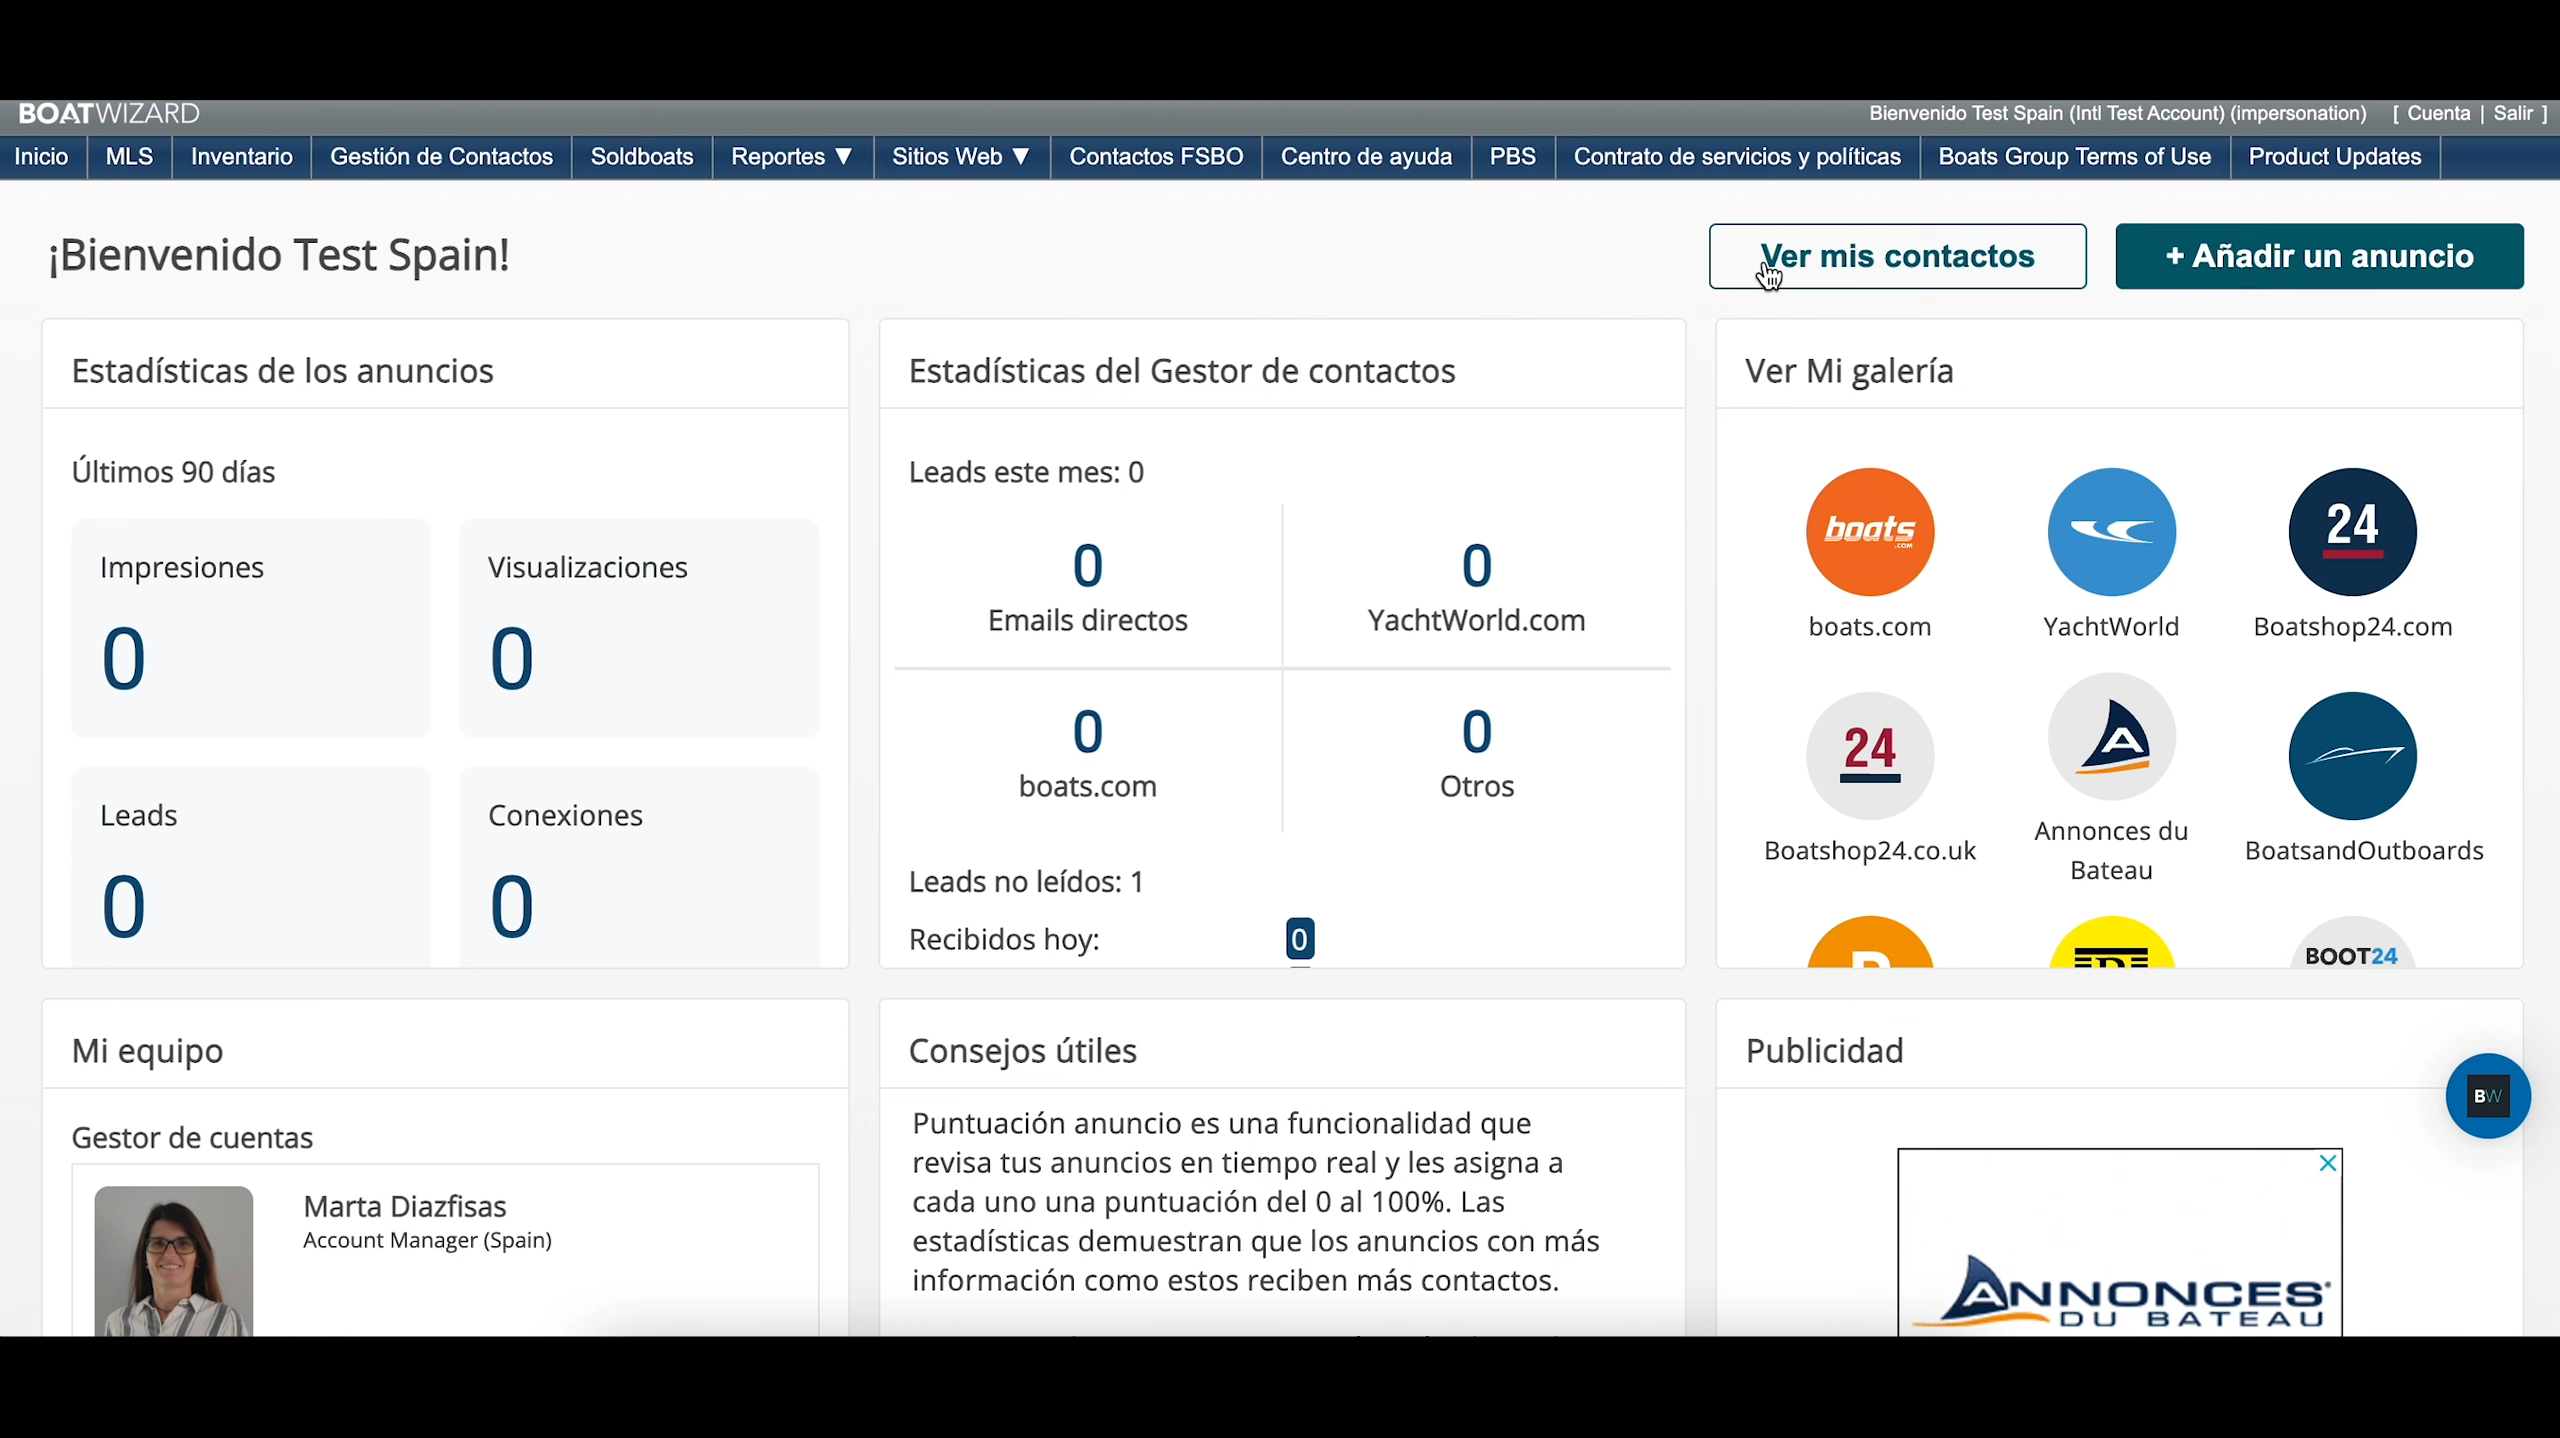 BOATWIZARD
Bienvenido Test Spain (Intl Test Account) (impersonation) [ Cuenta | Salir ]
Inicio MLS Inventario Gestión de Contactos Soldboats Reportes ▼ Sitios Web ▼ Contactos FSBO Centro de ayuda PBS Contrato de servicios y políticas Boats Group Terms of Use Product Updates
¡Bienvenido Test Spain!
Ver mis contactos
+ Añadir un anuncio
Estadísticas de los anuncios
Últimos 90 días
Impresiones
0
Visualizaciones
0
Leads
0
Conexiones
0
Estadísticas del Gestor de contactos
Leads este mes: 0
0
Emails directos
0
YachtWorld.com
0
boats.com
0
Otros
Leads no leídos: 1
Recibidos hoy: 0
Ver Mi galería
boats
.COM
boats.com
YachtWorld
24
Boatshop24.com
24
Boatshop24.co.uk
A
Annonces du
Bateau
BoatsandOutboards
BOOT24
Mi equipo
Gestor de cuentas
Marta Diazfisas
Account Manager (Spain)
Consejos útiles
Puntuación anuncio es una funcionalidad que
revisa tus anuncios en tiempo real y les asigna a
cada uno una puntuación del 0 al 100%. Las
estadísticas demuestran que los anuncios con más
información como estos reciben más contactos.
Publicidad
BW
ANNONCES
DU BATEAU